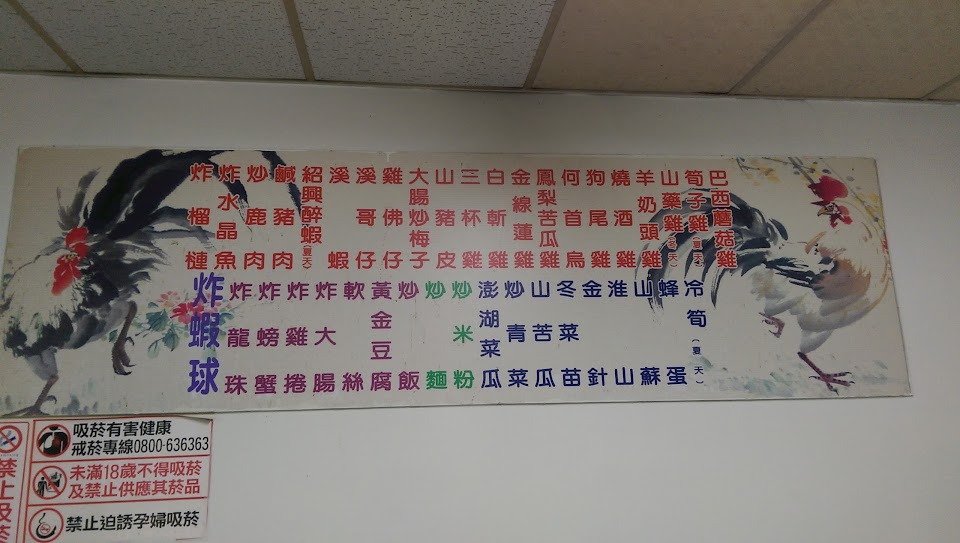 巴西蘑菇雞
筍子雞(夏天)
山藥雞(冬天)
羊奶頭雞
燒酒雞
狗尾雞
何首烏
鳳梨苦瓜雞
金線蓮雞
白斬雞
三杯雞
山豬皮
大腸炒梅子
雞佛仔
溪哥仔
溪蝦
紹興醉蝦(夏天)
鹹豬肉
炒鹿肉
炸水晶魚
炸榴槤
冷筍(夏天)
蜂蛋
山蘇
淮山
金針
冬菜苗
山苦瓜
炒青菜
澎湖菜瓜
炒米粉
炒麵
炒飯
黃金豆腐
軟絲
炸大腸
炸雞捲
炸螃蟹
炸龍珠
炸蝦球
禁止及菸
吸菸有害健康
戒菸專線0800-636363
未滿18歲不得吸菸
及禁止供應其菸品
禁止迫誘孕婦吸菸